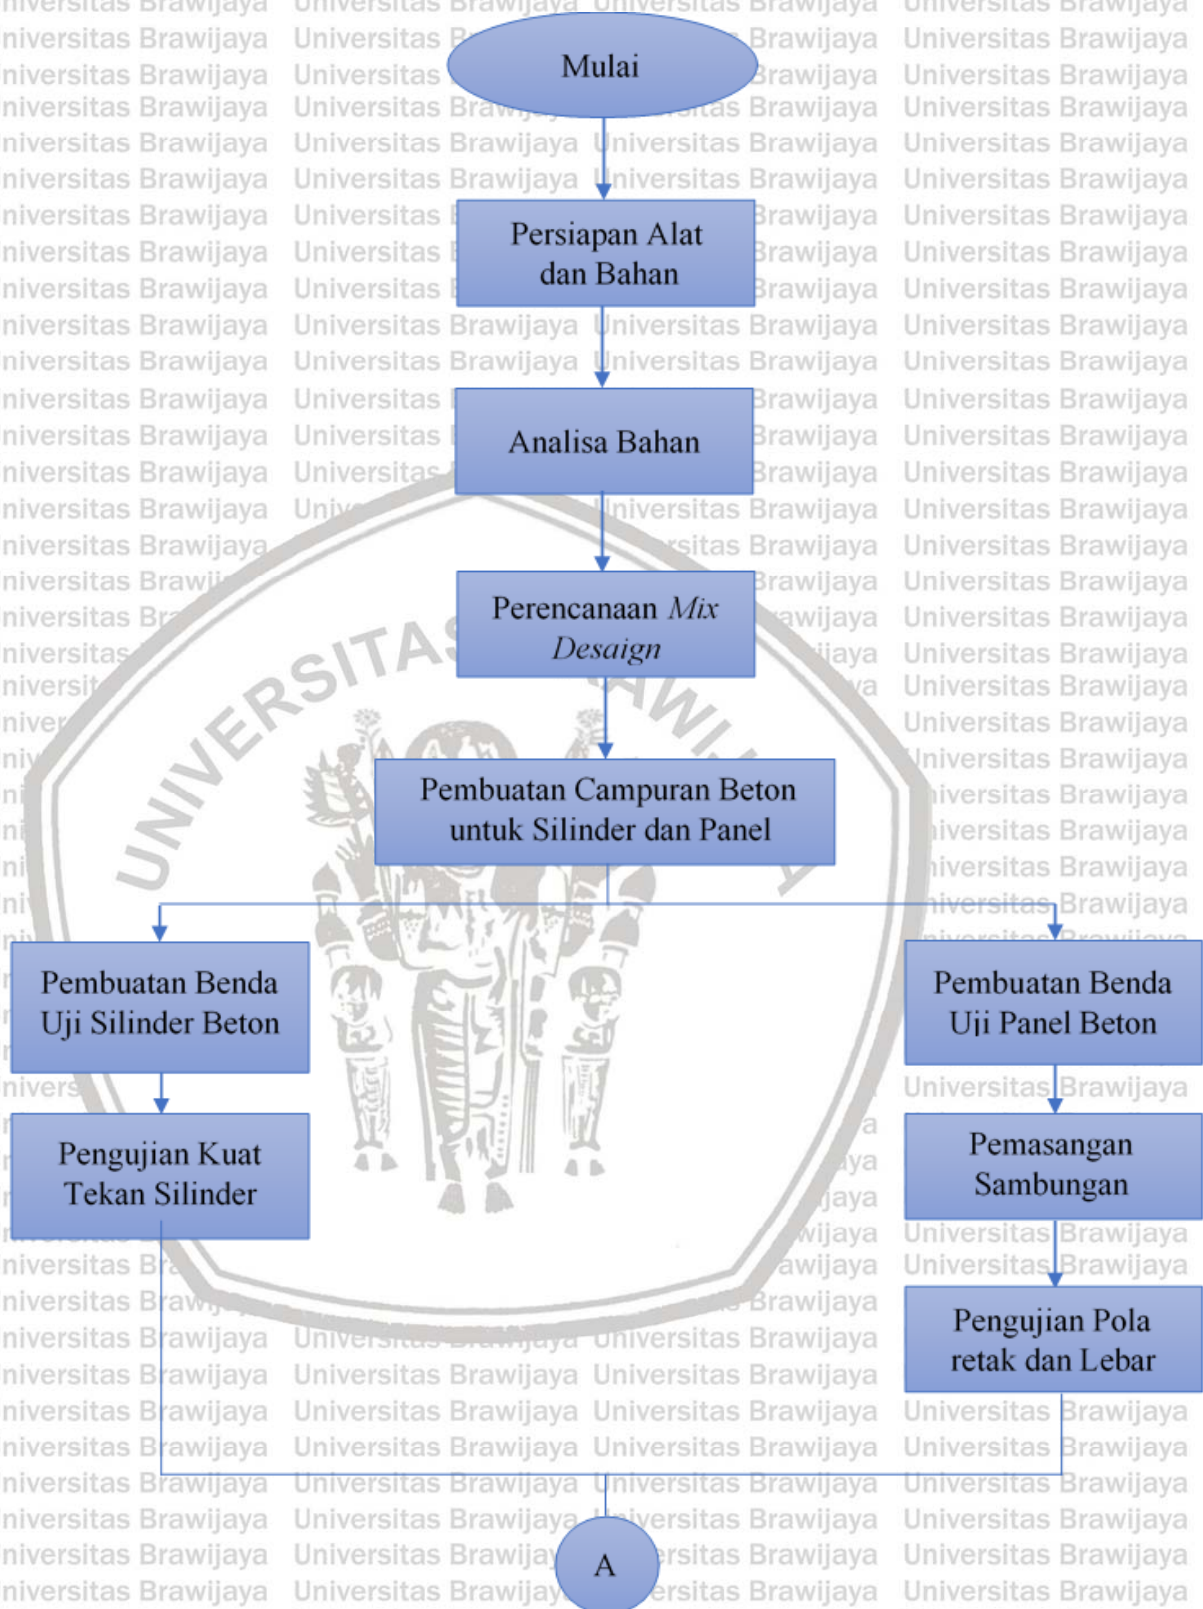 Mulai
Persiapan Alat
dan Bahan
Analisa Bahan
Perencanaan Mix
Desaign
Pembuatan Campuran Beton
untuk Silinder dan Panel
Pembuatan Benda
Uji Silinder Beton
Pembuatan Benda
Uji Panel Beton
Pengujian Kuat
Tekan Silinder
Pemasangan
Sambungan
Pengujian Pola
retak dan Lebar
A